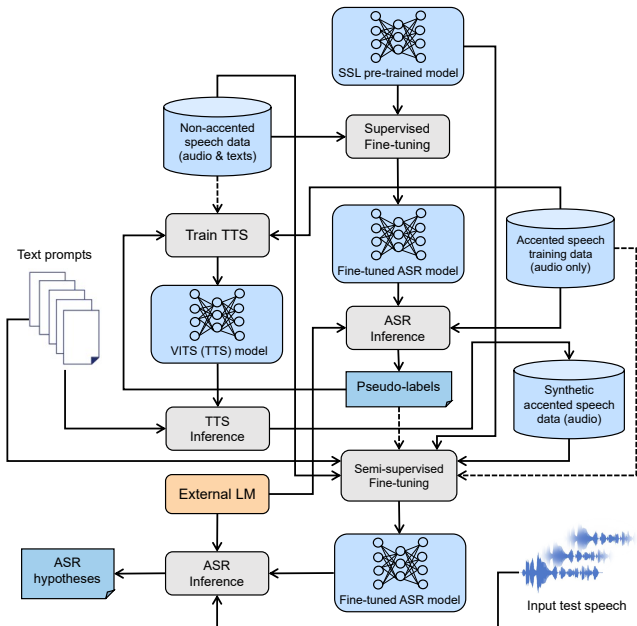 SSL pre-trained model
Non-accented
speech data
(audio & texts)
Supervised
Fine-tuning
Train TTS
Text prompts
Fine-tuned ASR model
Accented speech
training data
(audio only)
VITS (TTS) model
ASR
Inference
Pseudo-labels
Synthetic
accented speech
data (audio)
TTS
Inference
Semi-supervised
Fine-tuning
External LM
ASR
hypotheses
ASR
Inference
Fine-tuned ASR model
Input test speech